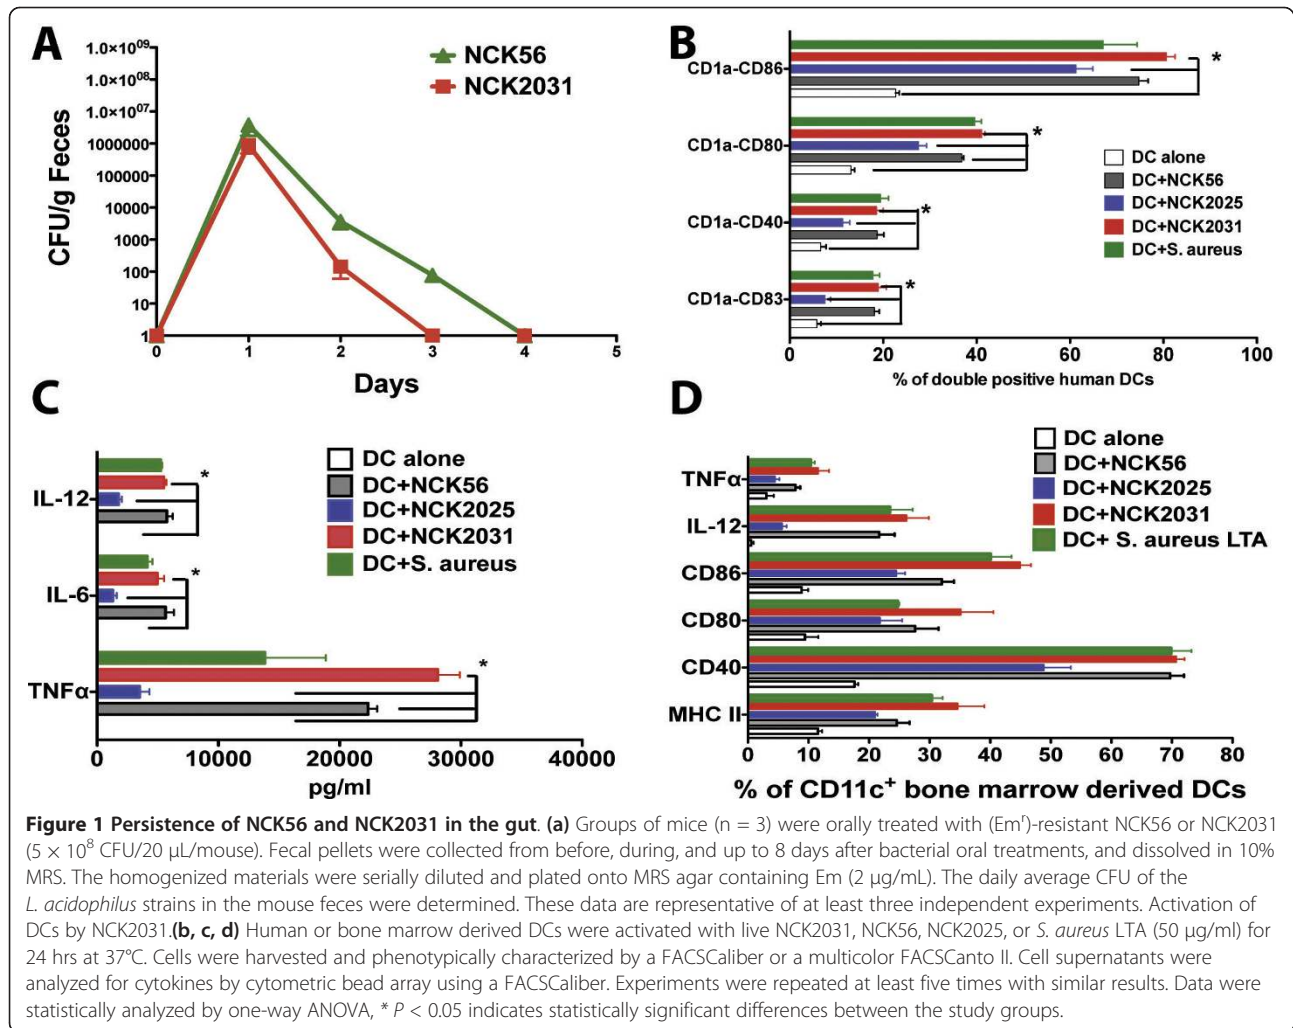 A
1.0×10⁰⁹
1.0×10⁰⁸
1.0×10⁰⁷
1000000
100000
10000
1000
100
10
1
CFU/g Feces
NCK56
NCK2031
0 1 2 3 4 5
Days
B
CD1a-CD86
CD1a-CD80
CD1a-CD40
CD1a-CD83
*
*
*
*
DC alone
DC+NCK56
DC+NCK2025
DC+NCK2031
DC+S. aureus
0 20 40 60 80 100
% of double positive human DCs
C
IL-12
IL-6
TNFα
*
*
*
DC alone
DC+NCK56
DC+NCK2025
DC+NCK2031
DC+S. aureus
0 10000 20000 30000 40000
pg/ml
D
TNFα
IL-12
CD86
CD80
CD40
MHC II
DC alone
DC+NCK56
DC+NCK2025
DC+NCK2031
DC+ S. aureus LTA
0 10 20 30 40 50 60 70 80
% of CD11c⁺ bone marrow derived DCs
Figure 1 Persistence of NCK56 and NCK2031 in the gut. (a) Groups of mice (n = 3) were orally treated with (Emʳ)-resistant NCK56 or NCK2031
(5 × 10⁸ CFU/20 μL/mouse). Fecal pellets were collected from before, during, and up to 8 days after bacterial oral treatments, and dissolved in 10%
MRS. The homogenized materials were serially diluted and plated onto MRS agar containing Em (2 μg/mL). The daily average CFU of the
L. acidophilus strains in the mouse feces were determined. These data are representative of at least three independent experiments. Activation of
DCs by NCK2031.(b, c, d) Human or bone marrow derived DCs were activated with live NCK2031, NCK56, NCK2025, or S. aureus LTA (50 μg/ml) for
24 hrs at 37°C. Cells were harvested and phenotypically characterized by a FACSCaliber or a multicolor FACSCanto II. Cell supernatants were
analyzed for cytokines by cytometric bead array using a FACSCaliber. Experiments were repeated at least five times with similar results. Data were
statistically analyzed by one-way ANOVA, * P < 0.05 indicates statistically significant differences between the study groups.